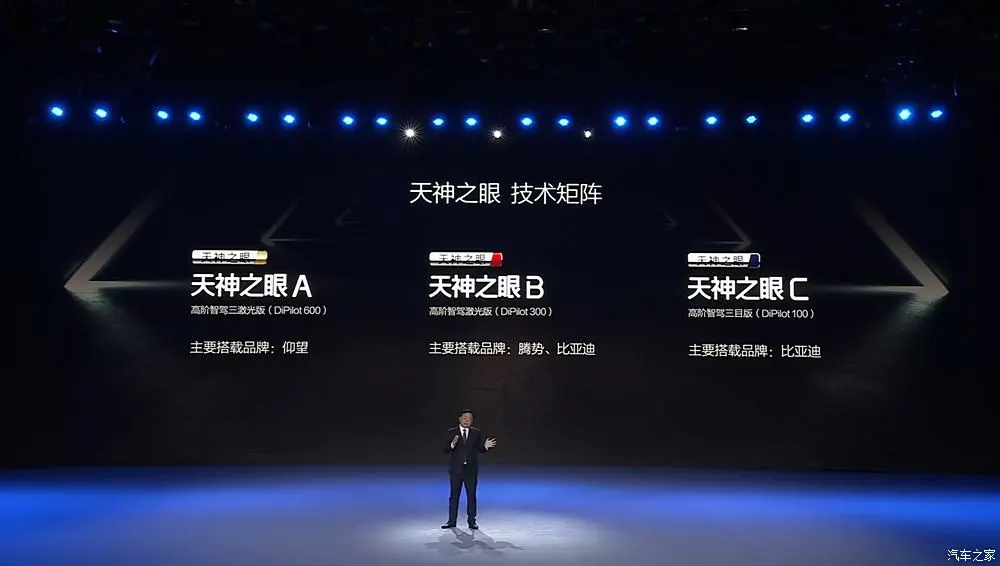 天神之眼 技术矩阵
天神之眼
天神之眼 A
高阶智驾三激光版（DiPilot 600）
主要搭载品牌：仰望
天神之眼
天神之眼 B
高阶智驾激光版（DiPilot 300）
主要搭载品牌：腾势、比亚迪
天神之眼
天神之眼 C
高阶智驾三目版（DiPilot 100）
主要搭载品牌：比亚迪
汽车之家